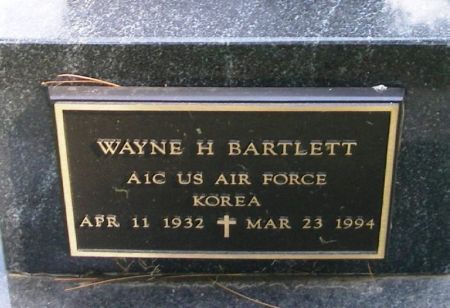 WAYNE H BARTLETT
A1C US AIR FORCE
KOREA
APR 11 1932 ✝ MAR 23 1994